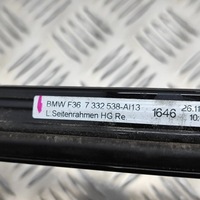 BMW F36 7 332 538-AI13 1646 26.11
L.Seitenrahmen HG Re 10: